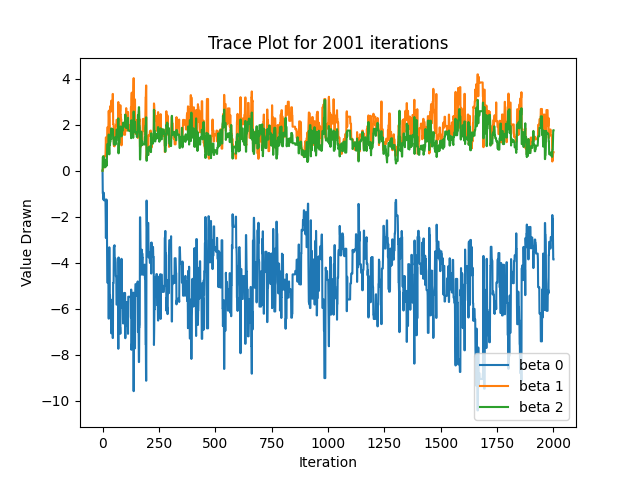 Trace Plot for 2001 iterations
4
2
0
−2
−4
−6
−8
−10
Value Drawn
0
250
500
750
1000
1250
1500
1750
2000
Iteration
beta 0
beta 1
beta 2